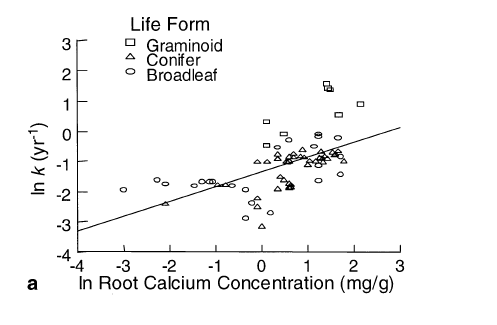 Life Form
Graminoid
Conifer
Broadleaf
3
2
1
0
-1
-2
-3
-4
ln k (yr-1)
-4 -3 -2 -1 0 1 2 3
a ln Root Calcium Concentration (mg/g)